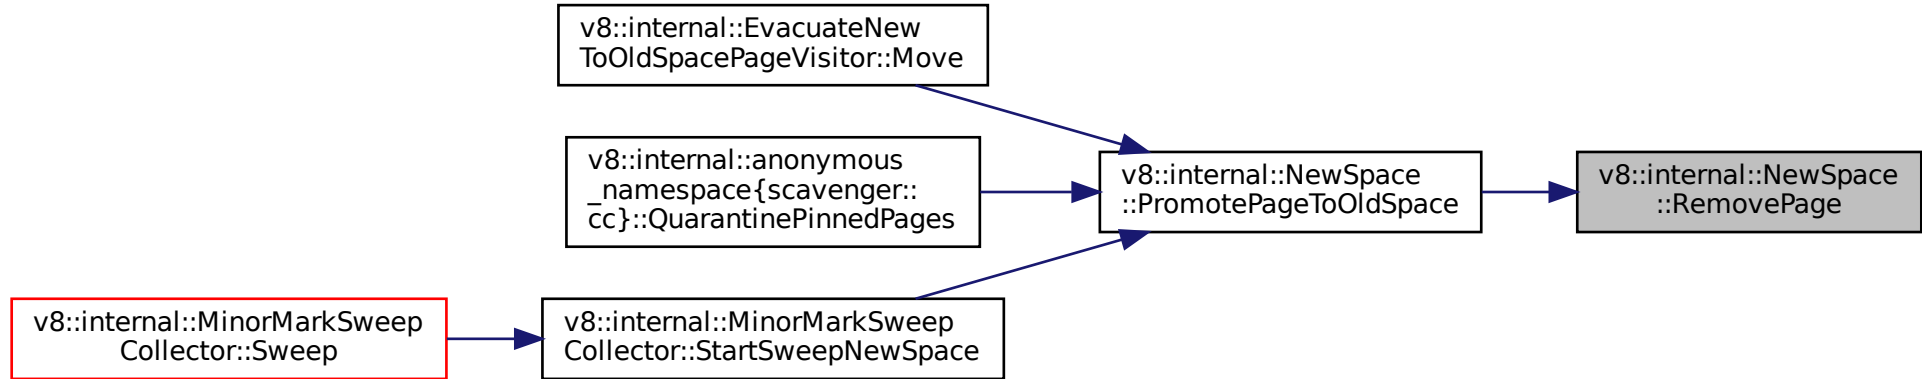 v8::internal::EvacuateNew
ToOldSpacePageVisitor::Move
v8::internal::anonymous
_namespace{scavenger::
cc}::QuarantinePinnedPages
v8::internal::NewSpace
::PromotePageToOldSpace
v8::internal::NewSpace
::RemovePage
v8::internal::MinorMarkSweep
Collector::Sweep
v8::internal::MinorMarkSweep
Collector::StartSweepNewSpace